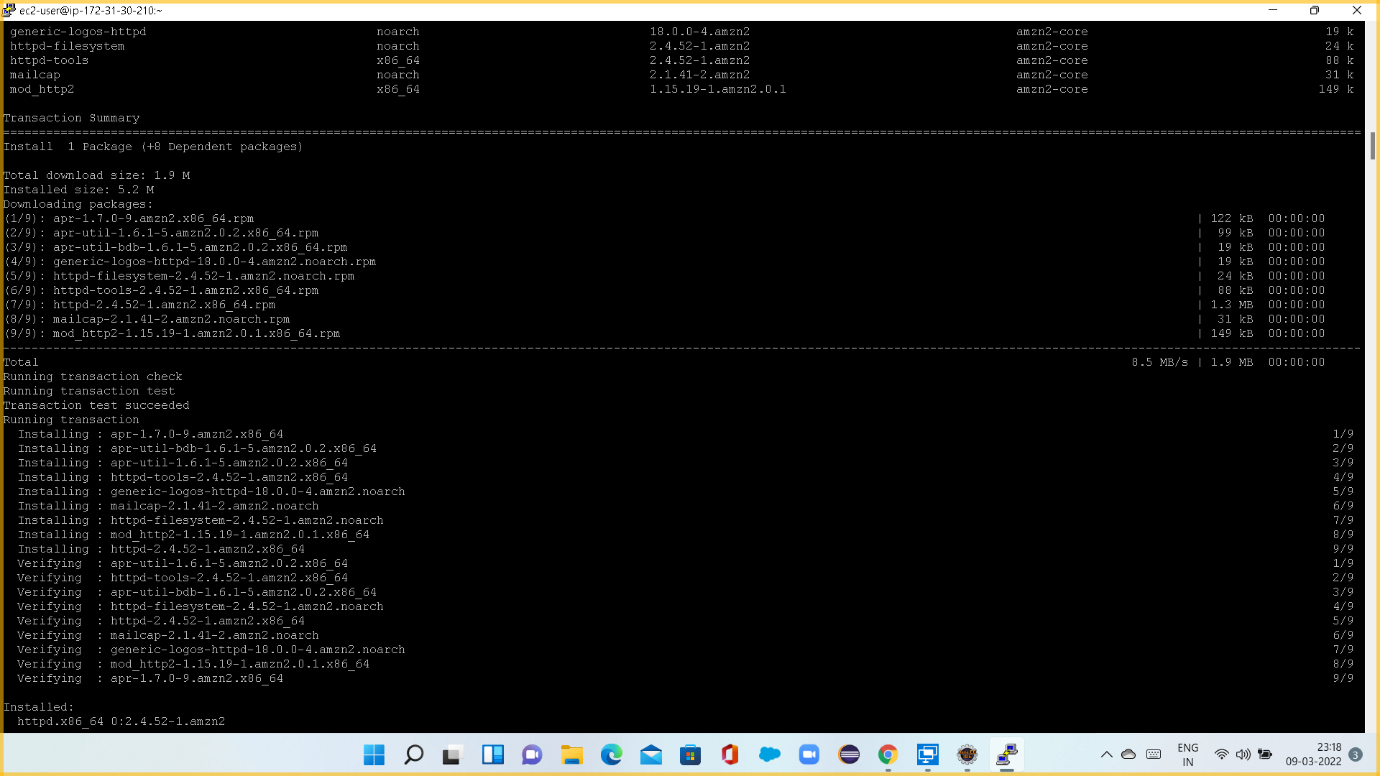 ec2-user@ip-172-31-30-210:~
generic-logos-httpd noarch 18.0.0-4.amzn2 amzn2-core 19 k
httpd-filesystem noarch 2.4.52-1.amzn2 amzn2-core 24 k
httpd-tools x86_64 2.4.52-1.amzn2 amzn2-core 88 k
mailcap noarch 2.1.41-2.amzn2 amzn2-core 31 k
mod_http2 x86_64 1.15.19-1.amzn2.0.1 amzn2-core 149 k
Transaction Summary
Install 1 Package (+8 Dependent packages)
Total download size: 1.9 M
Installed size: 5.2 M
Downloading packages:
(1/9): apr-1.7.0-9.amzn2.x86_64.rpm | 122 kB 00:00:00
(2/9): apr-util-1.6.1-5.amzn2.0.2.x86_64.rpm | 99 kB 00:00:00
(3/9): apr-util-bdb-1.6.1-5.amzn2.0.2.x86_64.rpm | 19 kB 00:00:00
(4/9): generic-logos-httpd-18.0.0-4.amzn2.noarch.rpm | 19 kB 00:00:00
(5/9): httpd-filesystem-2.4.52-1.amzn2.noarch.rpm | 24 kB 00:00:00
(6/9): httpd-tools-2.4.52-1.amzn2.x86_64.rpm | 88 kB 00:00:00
(7/9): httpd-2.4.52-1.amzn2.x86_64.rpm | 1.3 MB 00:00:00
(8/9): mailcap-2.1.41-2.amzn2.noarch.rpm | 31 kB 00:00:00
(9/9): mod_http2-1.15.19-1.amzn2.0.1.x86_64.rpm | 149 kB 00:00:00
Total 8.5 MB/s | 1.9 MB 00:00:00
Running transaction check
Running transaction test
Transaction test succeeded
Running transaction
Installing : apr-1.7.0-9.amzn2.x86_64 1/9
Installing : apr-util-bdb-1.6.1-5.amzn2.0.2.x86_64 2/9
Installing : apr-util-1.6.1-5.amzn2.0.2.x86_64 3/9
Installing : httpd-tools-2.4.52-1.amzn2.x86_64 4/9
Installing : generic-logos-httpd-18.0.0-4.amzn2.noarch 5/9
Installing : mailcap-2.1.41-2.amzn2.noarch 6/9
Installing : httpd-filesystem-2.4.52-1.amzn2.noarch 7/9
Installing : mod_http2-1.15.19-1.amzn2.0.1.x86_64 8/9
Installing : httpd-2.4.52-1.amzn2.x86_64 9/9
Verifying : apr-util-1.6.1-5.amzn2.0.2.x86_64 1/9
Verifying : httpd-tools-2.4.52-1.amzn2.x86_64 2/9
Verifying : apr-util-bdb-1.6.1-5.amzn2.0.2.x86_64 3/9
Verifying : httpd-filesystem-2.4.52-1.amzn2.noarch 4/9
Verifying : httpd-2.4.52-1.amzn2.x86_64 5/9
Verifying : mailcap-2.1.41-2.amzn2.noarch 6/9
Verifying : generic-logos-httpd-18.0.0-4.amzn2.noarch 7/9
Verifying : mod_http2-1.15.19-1.amzn2.0.1.x86_64 8/9
Verifying : apr-1.7.0-9.amzn2.x86_64 9/9
Installed:
httpd.x86_64 0:2.4.52-1.amzn2
ENG 23:18
IN 09-03-2022 3